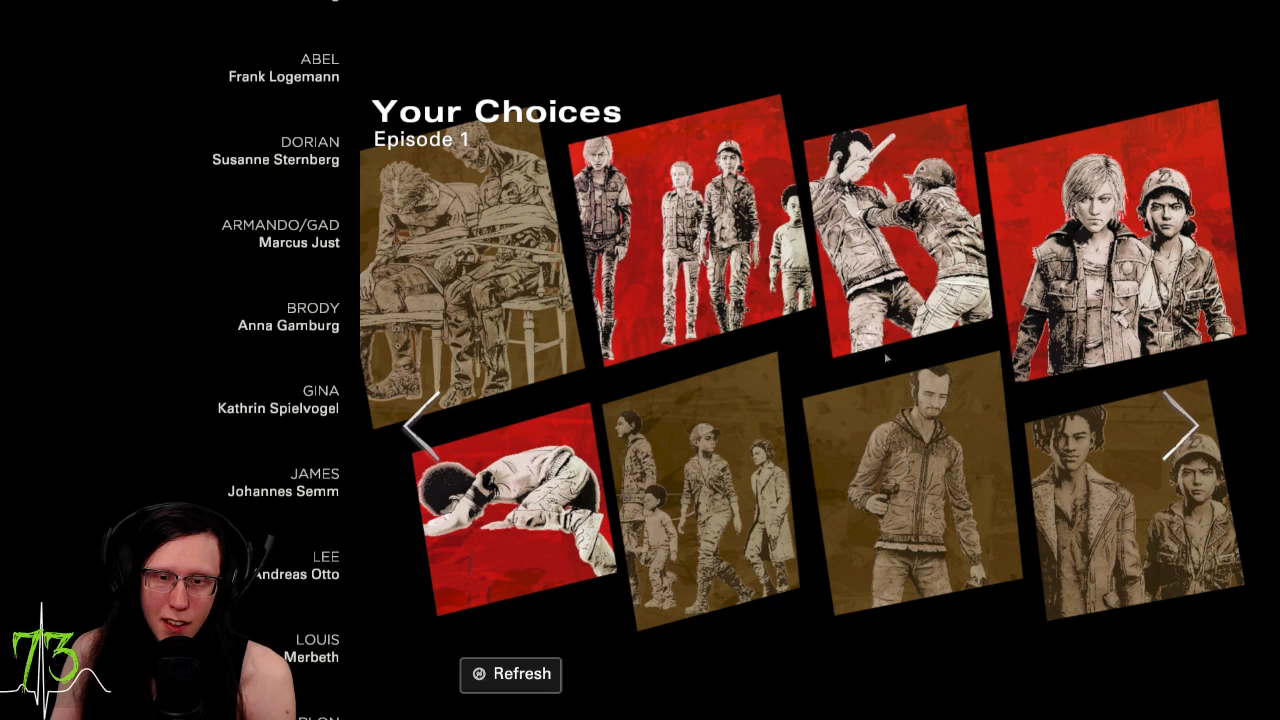 ABEL
Frank Logemann
DORIAN
Susanne Sternberg
ARMANDO/GAD
Marcus Just
BRODY
Anna Gamburg
GINA
Kathrin Spielvogel
JAMES
Johannes Semm
LEE
Andreas Otto
LOUIS
Merbeth
Your Choices
Episode 1
Refresh
73